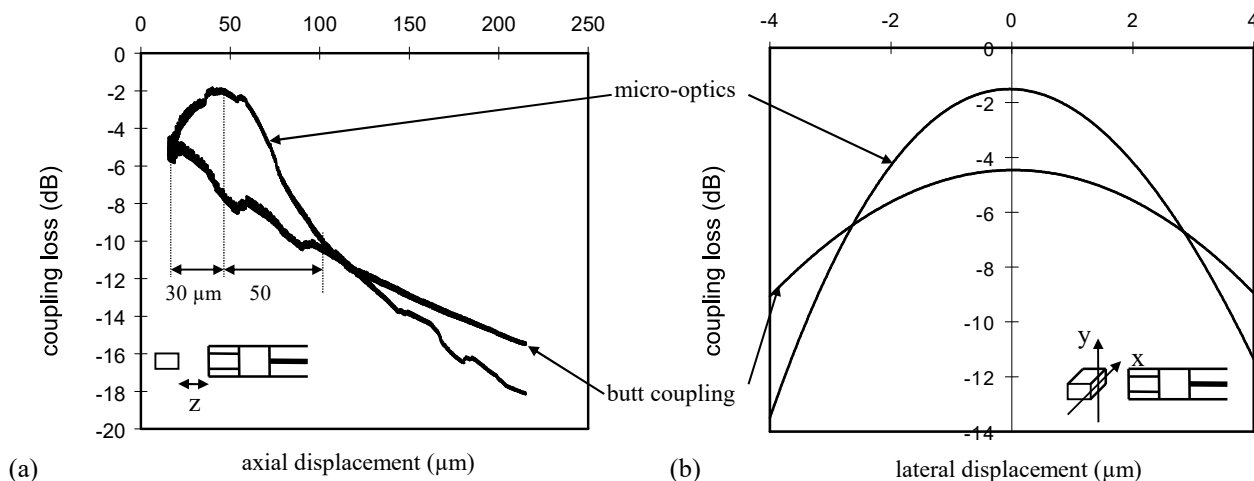 0 50 100 150 200 250
0
-2
-4
-6
-8
-10
-12
-14
-16
-18
-20
coupling loss (dB)
30 µm
50
z
axial displacement (µm)
(a)
micro-optics
butt coupling
-4 -2 0 2 4
0
-2
-4
-6
-8
-10
-12
-14
coupling loss (dB)
y
x
lateral displacement (µm)
(b)